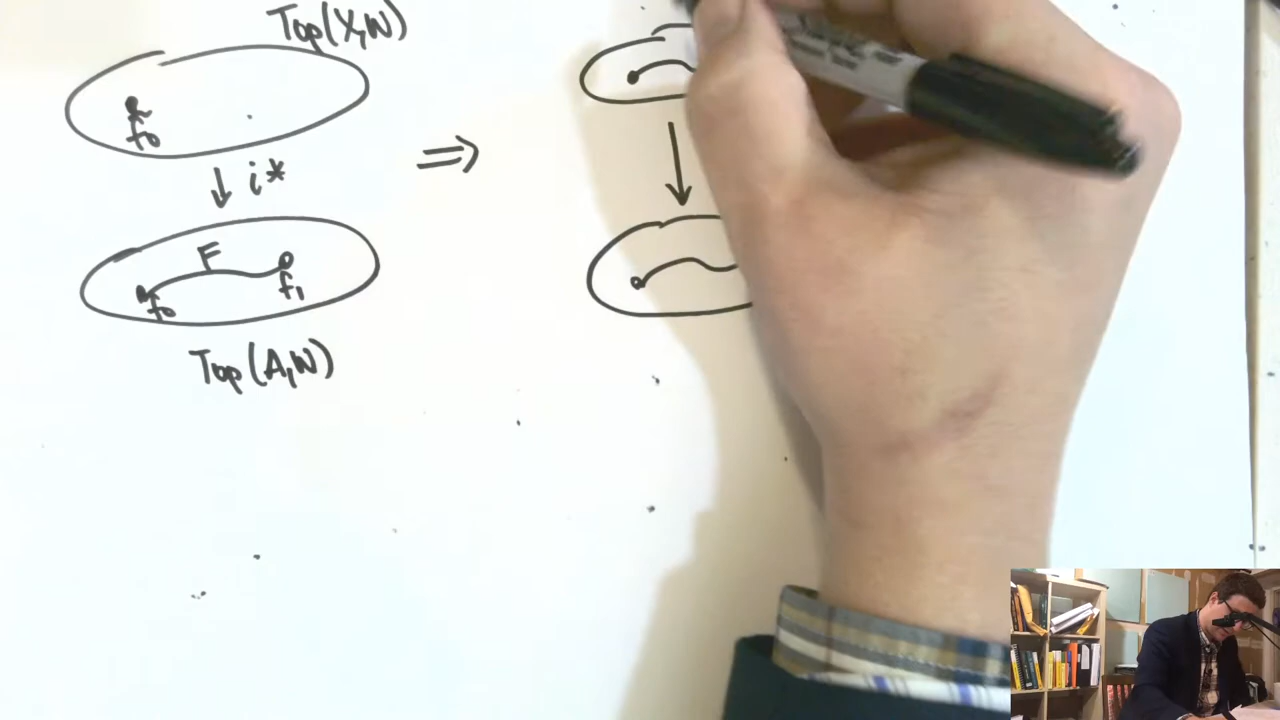 Top(X,W)
f₀
↓ i*
⇒
F
f₀
f₁
Top(A,W)